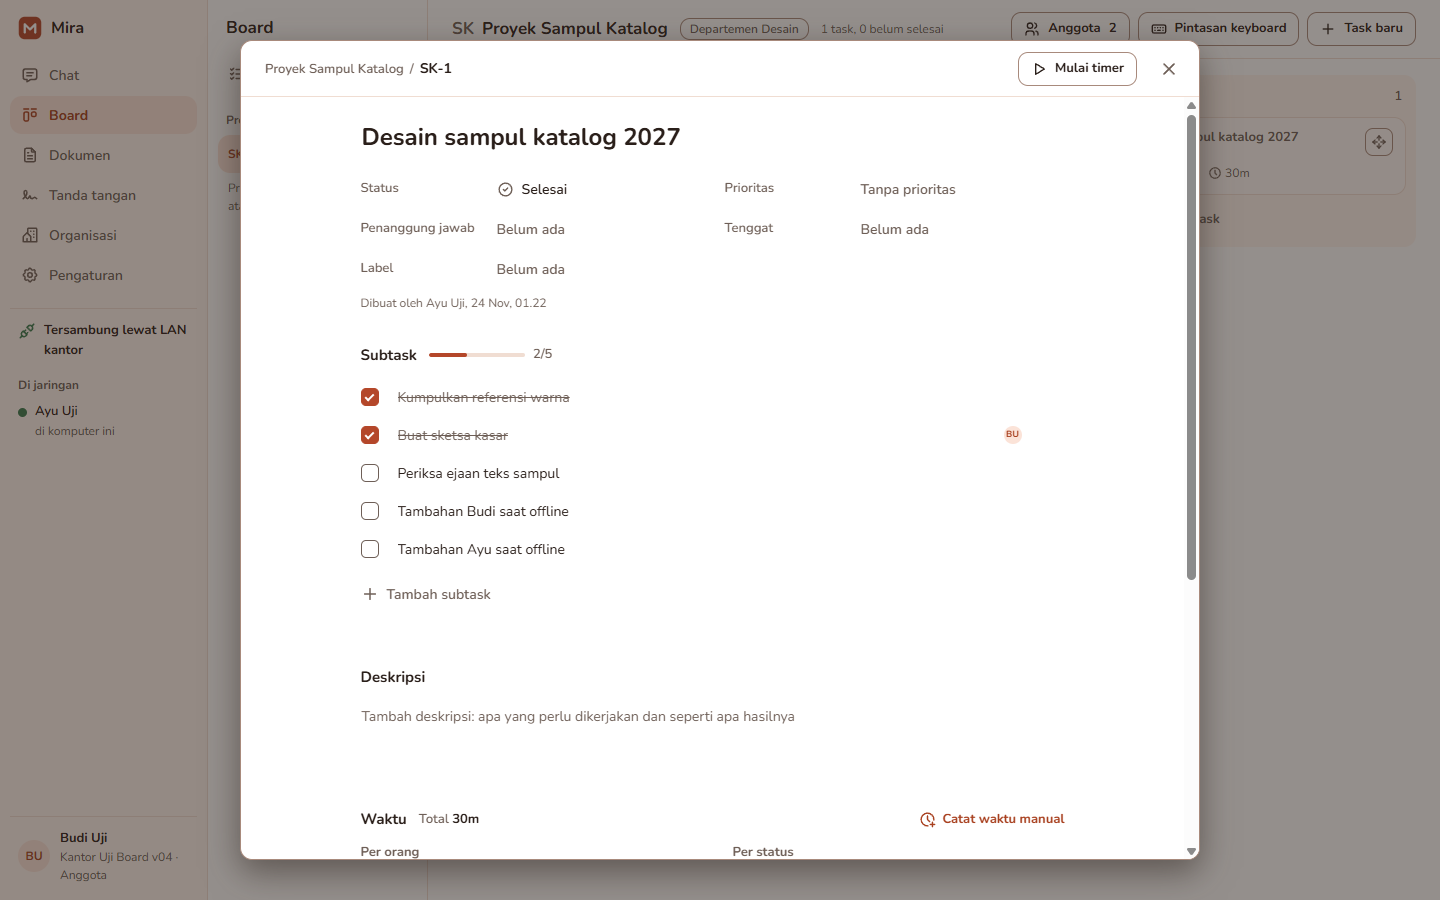 Mira
Chat
Board
Dokumen
Tanda tangan
Organisasi
Pengaturan
Tersambung lewat LAN kantor
Di jaringan
Ayu Uji
di komputer ini
BU
Budi Uji
Kantor Uji Board v04 ·
Anggota
Board
SK Proyek Sampul Katalog
Departemen Desain
1 task, 0 belum selesai
Anggota 2
Pintasan keyboard
Task baru
Proyek Sampul Katalog / SK-1
Mulai timer
Desain sampul katalog 2027
Status
Selesai
Prioritas
Tanpa prioritas
Penanggung jawab
Belum ada
Tenggat
Belum ada
Label
Belum ada
Dibuat oleh Ayu Uji, 24 Nov, 01.22
Subtask
2/5
Kumpulkan referensi warna
Buat sketsa kasar
BU
Periksa ejaan teks sampul
Tambahan Budi saat offline
Tambahan Ayu saat offline
Tambah subtask
Deskripsi
Tambah deskripsi: apa yang perlu dikerjakan dan seperti apa hasilnya
Waktu
Total 30m
Catat waktu manual
Per orang
Per status
1
katalog 2027
30m